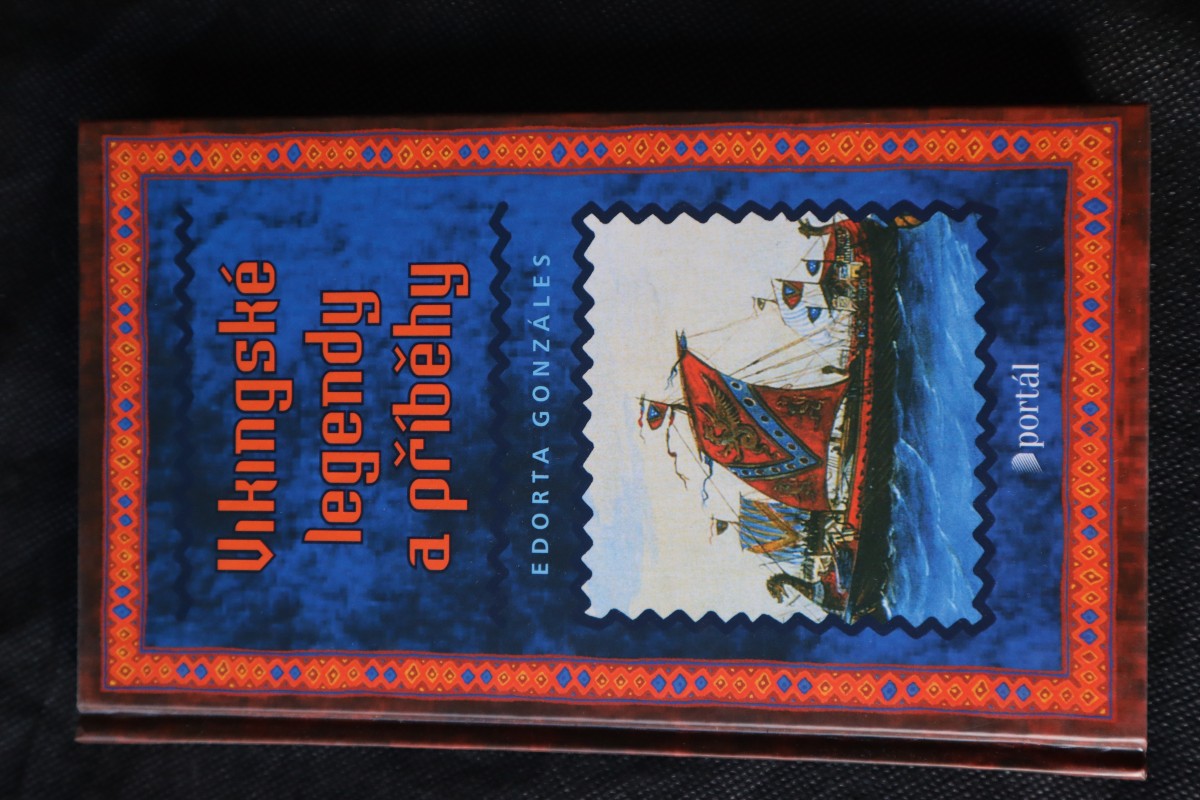 Vikingské
legendy
a příběhy
EDORTA GONZÁLES
portál